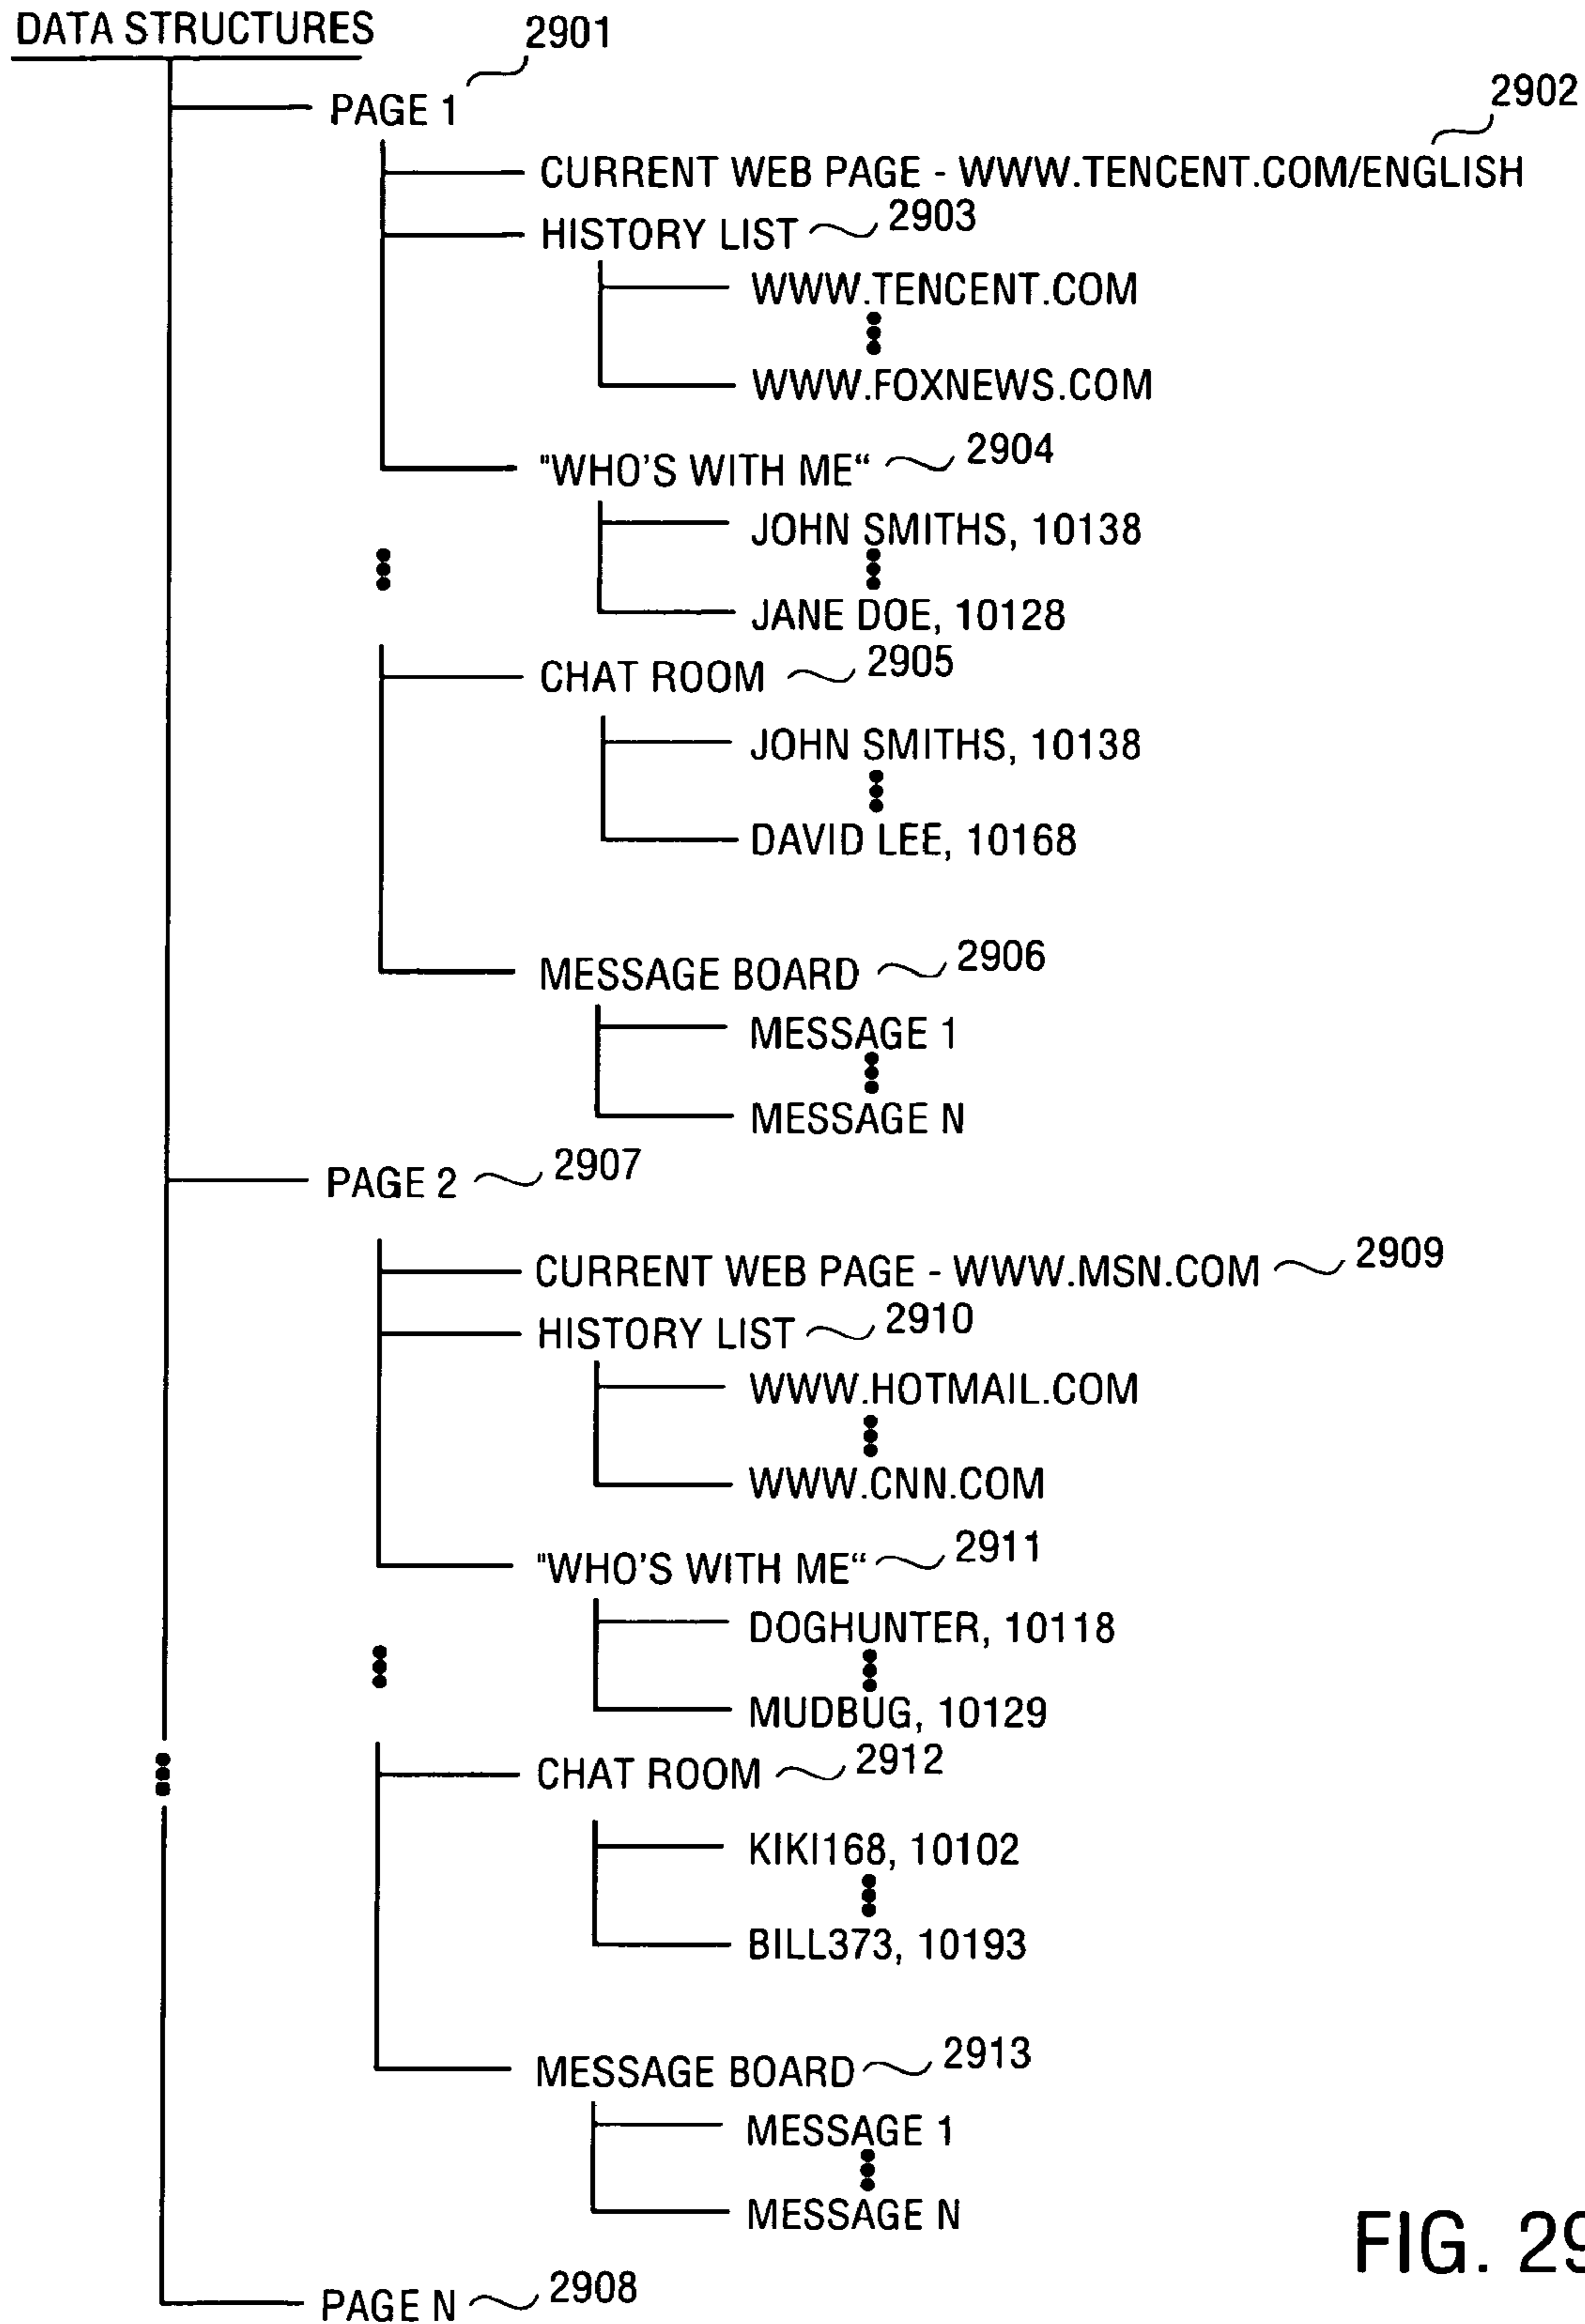 DATA STRUCTURES
2901
PAGE 1
2902
CURRENT WEB PAGE - WWW.TENCENT.COM/ENGLISH
HISTORY LIST 2903
WWW.TENCENT.COM
WWW.FOXNEWS.COM
"WHO'S WITH ME“ 2904
JOHN SMITHS, 10138
JANE DOE, 10128
CHAT ROOM 2905
JOHN SMITHS, 10138
DAVID LEE, 10168
MESSAGE BOARD 2906
MESSAGE 1
MESSAGE N
PAGE 2 2907
CURRENT WEB PAGE - WWW.MSN.COM 2909
HISTORY LIST 2910
WWW.HOTMAIL.COM
WWW.CNN.COM
"WHO'S WITH ME“ 2911
DOGHUNTER, 10118
MUDBUG, 10129
CHAT ROOM 2912
KIKI168, 10102
BILL373, 10193
MESSAGE BOARD 2913
MESSAGE 1
MESSAGE N
FIG. 29
PAGE N 2908